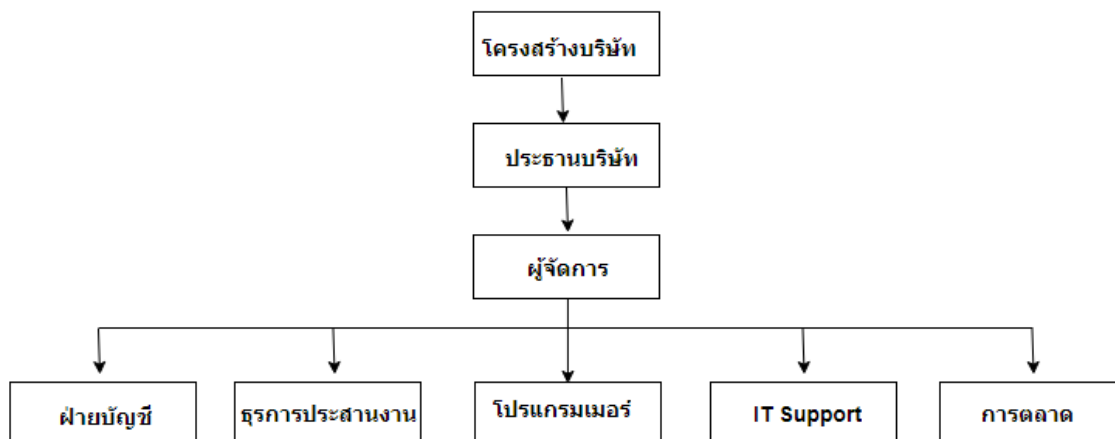 โครงสร้างบริษัท
ประธานบริษัท
ผู้จัดการ
ฝ่ายบัญชี
ธุรการประสานงาน
โปรแกรมเมอร์
IT Support
การตลาด